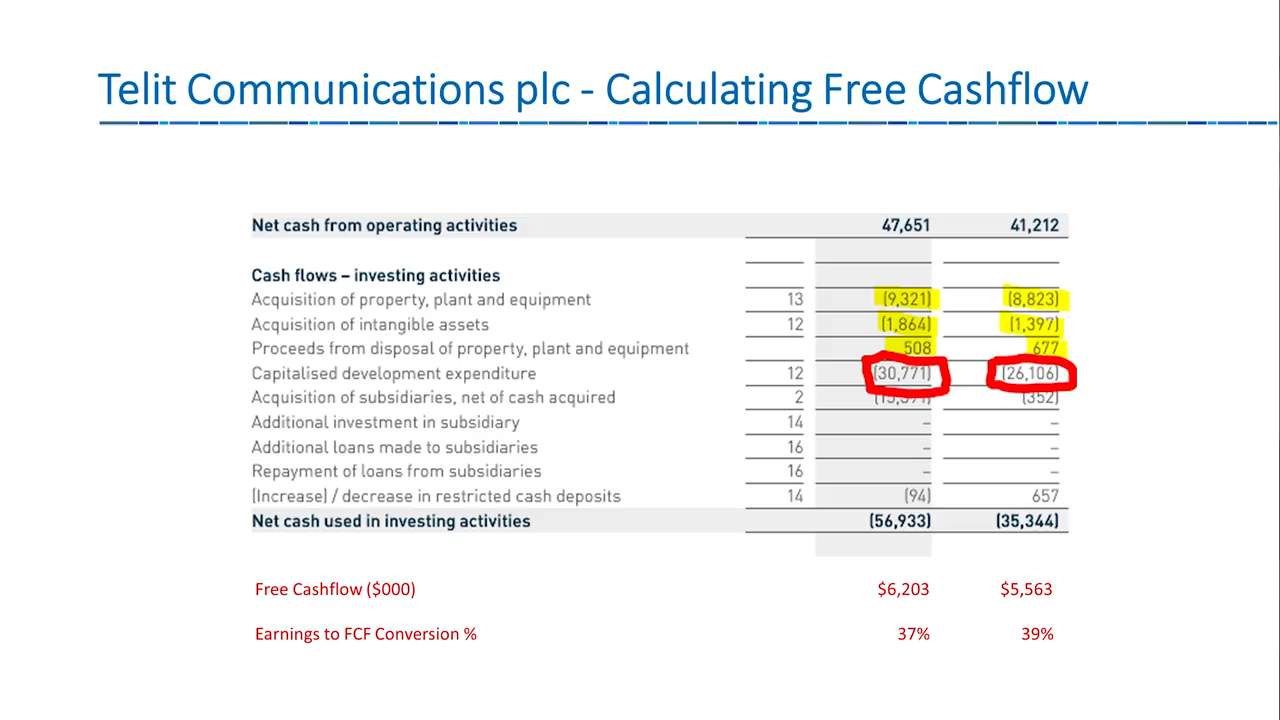 Telit Communications plc - Calculating Free Cashflow
Net cash from operating activities 47,651 41,212
Cash flows – investing activities
Acquisition of property, plant and equipment 13 (9,321) (8,823)
Acquisition of intangible assets 12 (1,864) (1,397)
Proceeds from disposal of property, plant and equipment 508 677
Capitalised development expenditure 12 (30,771) (26,106)
Acquisition of subsidiaries, net of cash acquired 2 (352)
Additional investment in subsidiary 14 – –
Additional loans made to subsidiaries 16 – –
Repayment of loans from subsidiaries 16 – –
(Increase) / decrease in restricted cash deposits 14 (94) 657
Net cash used in investing activities (56,933) (35,344)
Free Cashflow ($000) $6,203 $5,563
Earnings to FCF Conversion % 37% 39%